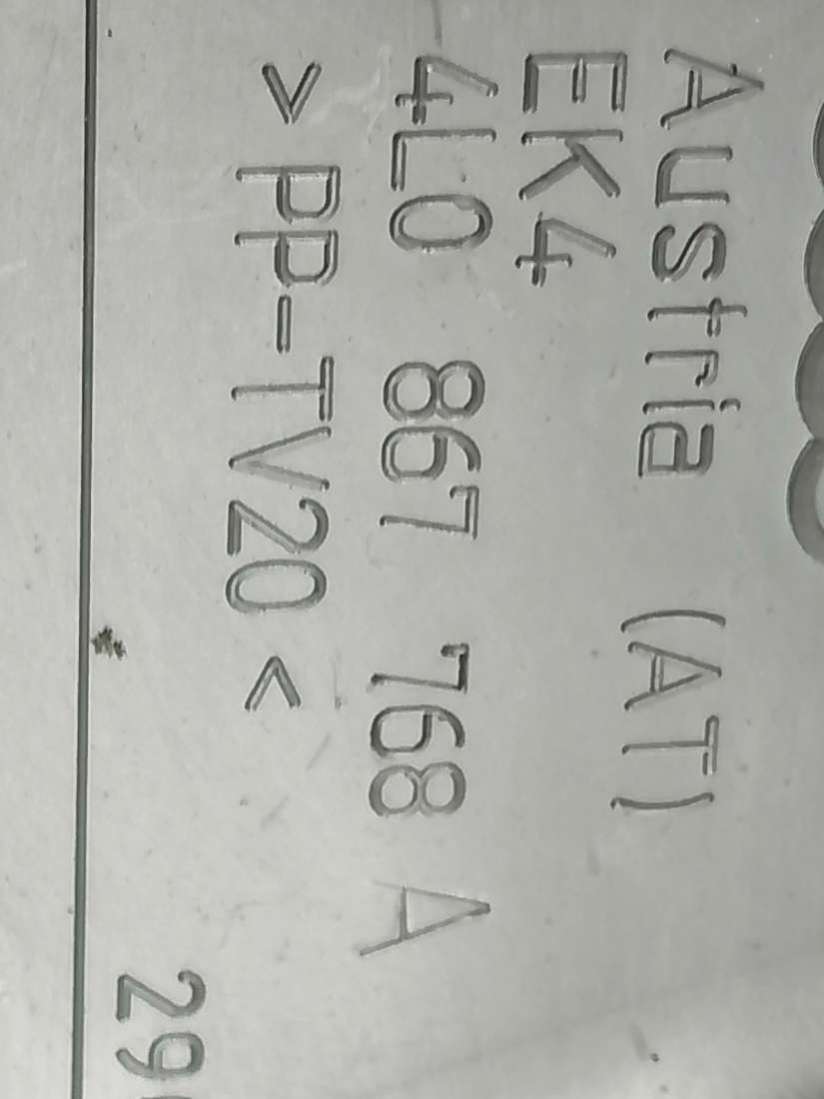 Austria (AT)
EK4
4L0 867 768 A
>PP-TV20<
29